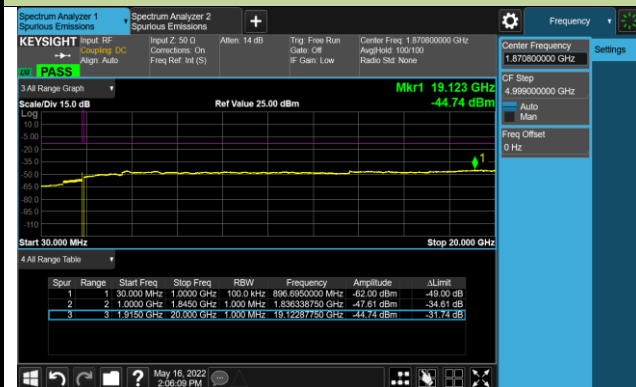 Spectrum Analyzer 1
Spurious Emissions
Spectrum Analyzer 2
Spurious Emissions
+
Frequency
KEYSIGHT
Input: RF
Coupling: DC
Align: Auto
Input Z: 50 Ω
Corrections: On
Freq Ref: Int (S)
Atten: 14 dB
Trig: Free Run
Gate: Off
IF Gain: Low
Center Freq: 1.870800000 GHz
Avg|Hold: 100/100
Radio Std: None
PASS
Center Frequency
1.870800000 GHz
Settings
CF Step
4.999000000 GHz
Auto
Man
Freq Offset
0 Hz
3 All Range Graph
Mkr1 19.123 GHz
Scale/Div 15.0 dB
Ref Value 25.00 dBm
-44.74 dBm
Log
10.0
-5.00
-20.0
-35.0
-50.0
-65.0
-80.0
-95.0
-110
1
Start 30.000 MHz
Stop 20.000 GHz
4 All Range Table
Spur Range Start Freq Stop Freq RBW Frequency Amplitude ΔLimit
1 1 30.000 MHz 1.0000 GHz 100.0 kHz 896.6950000 MHz -62.00 dBm -49.00 dB
2 2 1.0000 GHz 1.8450 GHz 1.000 MHz 1.836338750 GHz -47.61 dBm -34.61 dB
3 3 1.9150 GHz 20.000 GHz 1.000 MHz 19.12287750 GHz -44.74 dBm -31.74 dB
?
May 16, 2022
2:06:09 PM